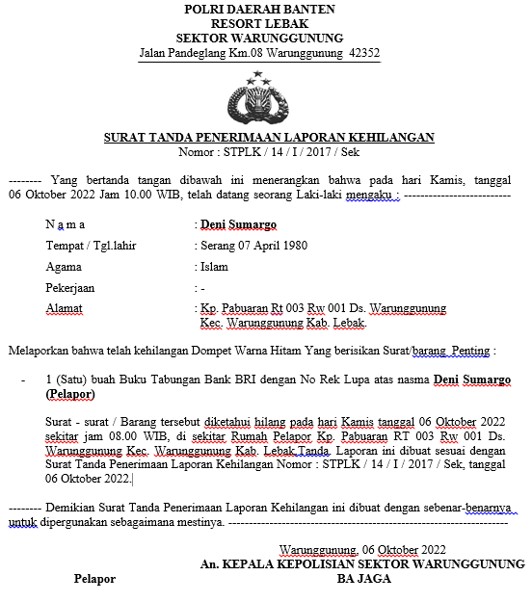 POLRI DAERAH BANTEN
RESORT LEBAK
SEKTOR WARUNGGUNUNG
Jalan Pandeglang Km.08 Warunggunung 42352
SURAT TANDA PENERIMAAN LAPORAN KEHILANGAN
Nomor : STPLK / 14 / I / 2017 / Sek
-------- Yang bertanda tangan dibawah ini menerangkan bahwa pada hari Kamis, tanggal
06 Oktober 2022 Jam 10.00 WIB, telah datang seorang Laki-laki mengaku ; --------------------------
N a m a : Deni Sumargo
Tempat / Tgl.lahir : Serang 07 April 1980
Agama : Islam
Pekerjaan : -
Alamat : Kp. Pabuaran Rt 003 Rw 001 Ds. Warunggunung
Kec. Warunggunung Kab. Lebak.
Melaporkan bahwa telah kehilangan Dompet Warna Hitam Yang berisikan Surat/barang Penting :
- 1 (Satu) buah Buku Tabungan Bank BRI dengan No Rek Lupa atas nasma Deni Sumargo
(Pelapor)
Surat - surat / Barang tersebut diketahui hilang pada hari Kamis tanggal 06 Oktober 2022
sekitar jam 08.00 WIB, di sekitar Rumah Pelapor Kp. Pabuaran RT 003 Rw 001 Ds.
Warunggunung Kec. Warunggunung Kab. Lebak.Tanda. Laporan ini dibuat sesuai dengan
Surat Tanda Penerimaan Laporan Kehilangan Nomor : STPLK / 14 / I / 2017 / Sek, tanggal
06 Oktober 2022.
-------- Demikian Surat Tanda Penerimaan Laporan Kehilangan ini dibuat dengan sebenar-benarnya
untuk dipergunakan sebagaimana mestinya. ----------------------------------------------------------------
Warunggunung, 06 Oktober 2022
An. KEPALA KEPOLISIAN SEKTOR WARUNGGUNUNG
Pelapor BA JAGA